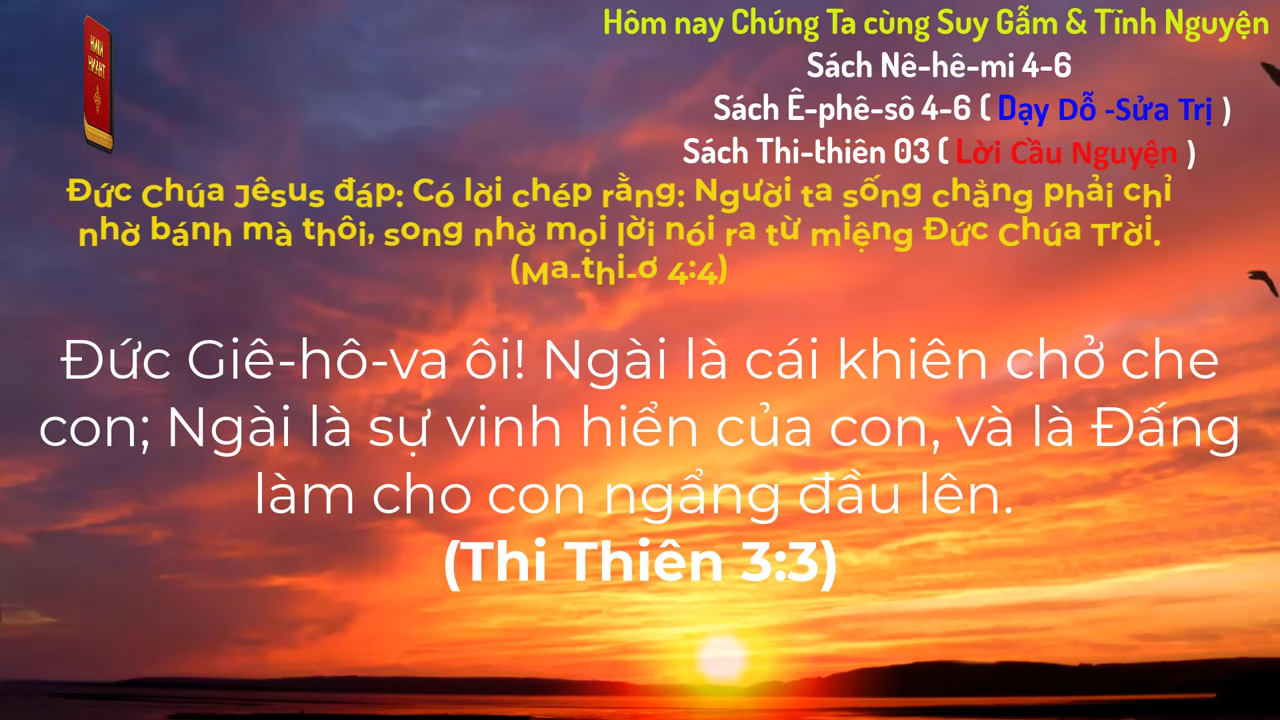 Hôm nay Chúng Ta cùng Suy Gẫm & Tĩnh Nguyện
Sách Nê-hê-mi 4-6
Sách Ê-phê-sô 4-6 ( Dạy Dỗ -Sửa Trị )
Sách Thi-thiên 03 ( Lời Cầu Nguyện )
Đức Chúa Jêsus đáp: Có lời chép rằng: Người ta sống chẳng phải chỉ
nhờ bánh mà thôi, song nhờ mọi lời nói ra từ miệng Đức Chúa Trời.
(Ma-thi-ơ 4:4)
Đức Giê-hô-va ôi! Ngài là cái khiên chở che
con; Ngài là sự vinh hiển của con, và là Đấng
làm cho con ngẩng đầu lên.
(Thi Thiên 3:3)